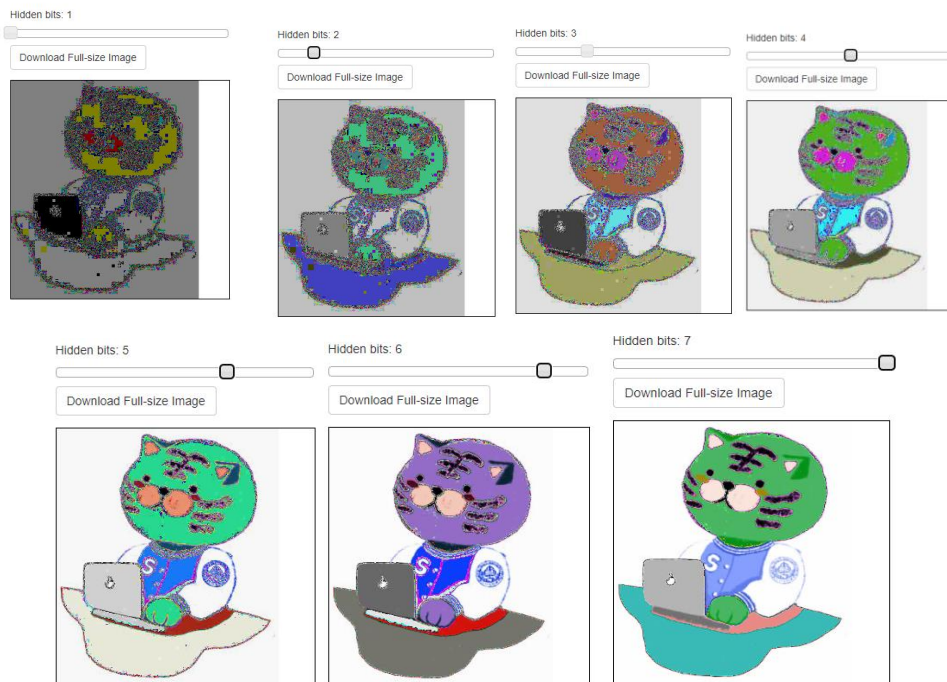 Hidden bits: 1
Download Full-size Image
Hidden bits: 2
Download Full-size Image
Hidden bits: 3
Download Full-size Image
Hidden bits: 4
Download Full-size Image
S
S
S
Hidden bits: 5
Download Full-size Image
Hidden bits: 6
Download Full-size Image
Hidden bits: 7
Download Full-size Image
S
S
S